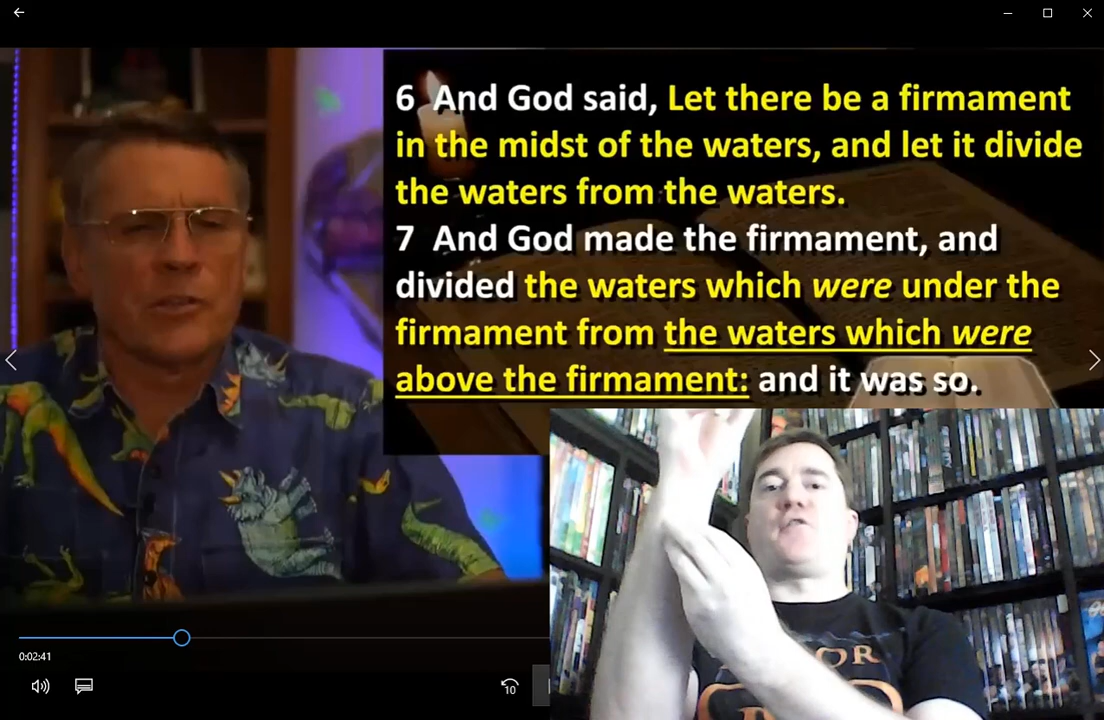 6 And God said, Let there be a firmament
in the midst of the waters, and let it divide
the waters from the waters.
7 And God made the firmament, and
divided the waters which were under the
firmament from the waters which were
above the firmament: and it was so.
0:02:41
10